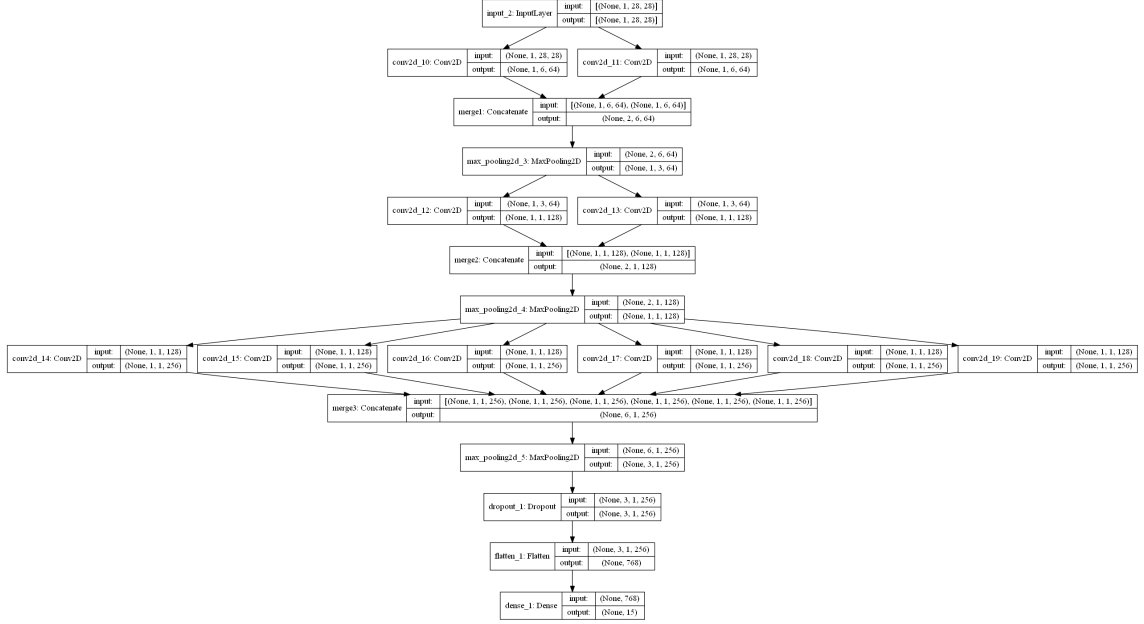 input_2: InputLayer input: [(None, 1, 28, 28)]
output: [(None, 1, 28, 28)]
conv2d_10: Conv2D input: (None, 1, 28, 28)
output: (None, 1, 6, 64)
conv2d_11: Conv2D input: (None, 1, 28, 28)
output: (None, 1, 6, 64)
merge1: Concatenate input: [(None, 1, 6, 64), (None, 1, 6, 64)]
output: (None, 2, 6, 64)
max_pooling2d_3: MaxPooling2D input: (None, 2, 6, 64)
output: (None, 1, 3, 64)
conv2d_12: Conv2D input: (None, 1, 3, 64)
output: (None, 1, 1, 128)
conv2d_13: Conv2D input: (None, 1, 3, 64)
output: (None, 1, 1, 128)
merge2: Concatenate input: [(None, 1, 1, 128), (None, 1, 1, 128)]
output: (None, 2, 1, 128)
max_pooling2d_4: MaxPooling2D input: (None, 2, 1, 128)
output: (None, 1, 1, 128)
conv2d_14: Conv2D input: (None, 1, 1, 128)
output: (None, 1, 1, 256)
conv2d_15: Conv2D input: (None, 1, 1, 128)
output: (None, 1, 1, 256)
conv2d_16: Conv2D input: (None, 1, 1, 128)
output: (None, 1, 1, 256)
conv2d_17: Conv2D input: (None, 1, 1, 128)
output: (None, 1, 1, 256)
conv2d_18: Conv2D input: (None, 1, 1, 128)
output: (None, 1, 1, 256)
conv2d_19: Conv2D input: (None, 1, 1, 128)
output: (None, 1, 1, 256)
merge3: Concatenate input: [(None, 1, 1, 256), (None, 1, 1, 256), (None, 1, 1, 256), (None, 1, 1, 256), (None, 1, 1, 256), (None, 1, 1, 256)]
output: (None, 6, 1, 256)
max_pooling2d_5: MaxPooling2D input: (None, 6, 1, 256)
output: (None, 3, 1, 256)
dropout_1: Dropout input: (None, 3, 1, 256)
output: (None, 3, 1, 256)
flatten_1: Flatten input: (None, 3, 1, 256)
output: (None, 768)
dense_1: Dense input: (None, 768)
output: (None, 15)